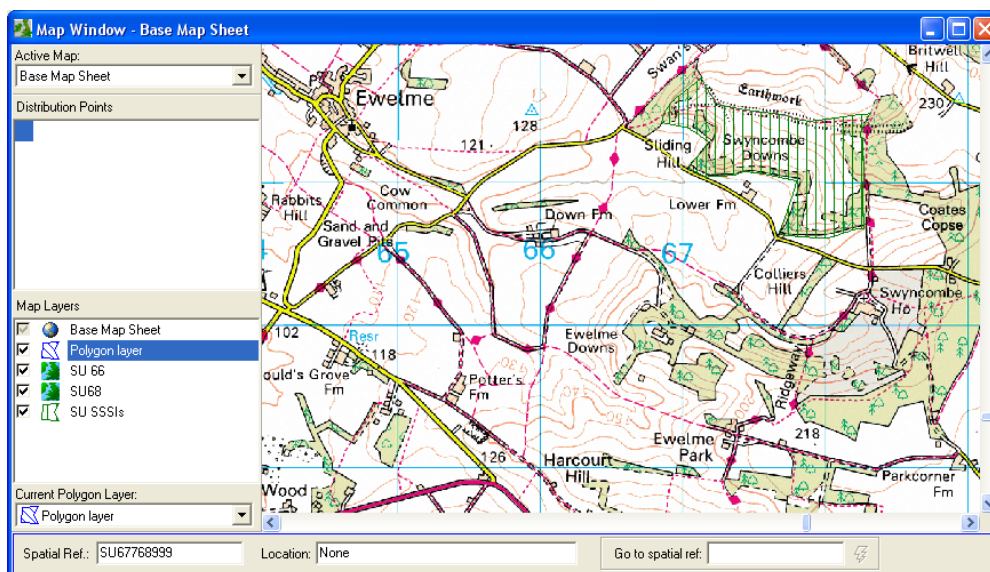 Map Window - Base Map Sheet
Active Map:
Base Map Sheet
Distribution Points
Map Layers
Base Map Sheet
Polygon layer
SU 66
SU68
SU SSSIs
Current Polygon Layer:
Polygon layer
Ewelme
Swan's
Britwell
Hill
230
Earthwork
128
121
Sliding
Hill
Swyncombe
Downs
Cow
Common
Rabbits
Hill
Sand and
Gravel Pits
Down Fm
Lower Fm
Coates
Copse
65
66
67
Colliers
Hill
Swyncombe
Ho
102
Resr
118
Ewelme
Downs
ould's Grove
Fm
Potter's
Fm
Ridgeway
Ewelme
Park
218
126
Harcourt
Hill
Parkcorner
Fm
Wood
Spatial Ref.: SU67768999
Location: None
Go to spatial ref: